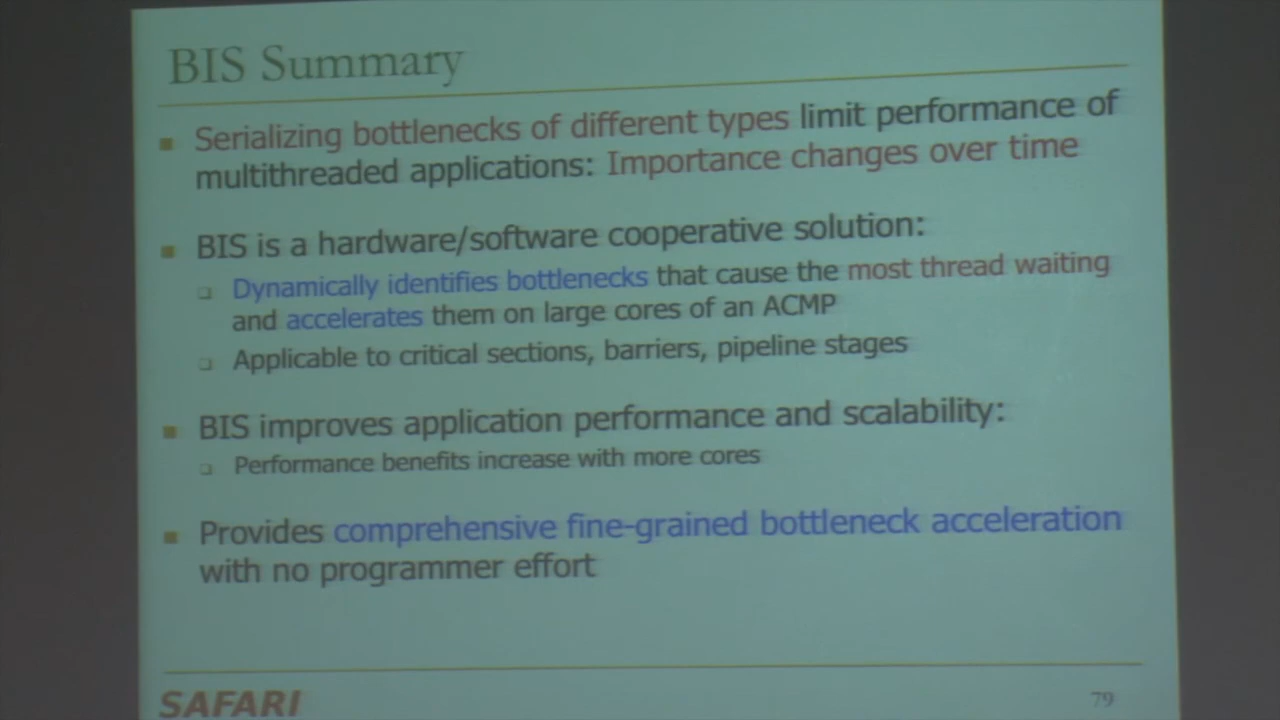 BIS Summary
■ Serializing bottlenecks of different types limit performance of
multithreaded applications: Importance changes over time
■ BIS is a hardware/software cooperative solution:
❑ Dynamically identifies bottlenecks that cause the most thread waiting
and accelerates them on large cores of an ACMP
❑ Applicable to critical sections, barriers, pipeline stages
■ BIS improves application performance and scalability:
❑ Performance benefits increase with more cores
■ Provides comprehensive fine-grained bottleneck acceleration
with no programmer effort
SAFARI
79